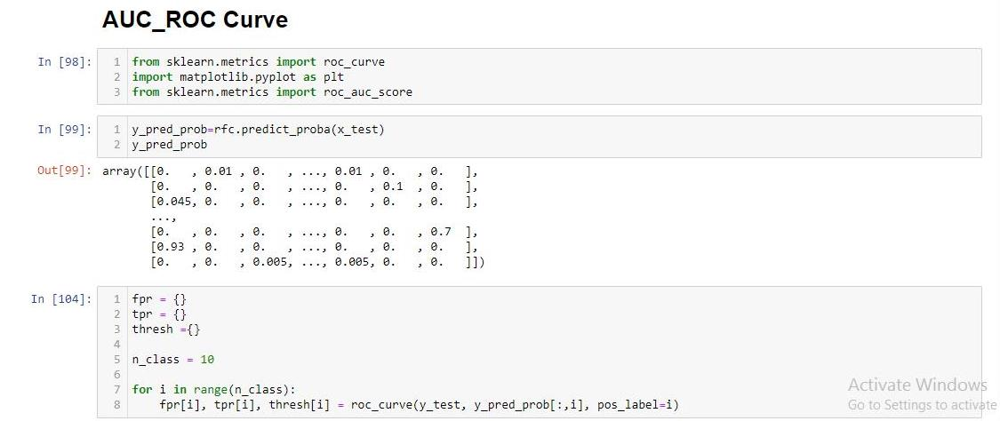 AUC_ROC Curve
In [98]:
1 from sklearn.metrics import roc_curve
2 import matplotlib.pyplot as plt
3 from sklearn.metrics import roc_auc_score
In [99]:
1 y_pred_prob=rfc.predict_proba(x_test)
2 y_pred_prob
Out[99]: array([[0.   , 0.01 , 0.   , ..., 0.01 , 0.   , 0.   ],
[0.   , 0.   , 0.   , ..., 0.   , 0.1  , 0.   ],
[0.045, 0.   , 0.   , ..., 0.   , 0.   , 0.   ],
...,
[0.   , 0.   , 0.   , ..., 0.   , 0.   , 0.7  ],
[0.93 , 0.   , 0.   , ..., 0.   , 0.   , 0.   ],
[0.   , 0.   , 0.005, ..., 0.005, 0.   , 0.   ]])
In [104]:
1 fpr = {}
2 tpr = {}
3 thresh ={}
4
5 n_class = 10
6
7 for i in range(n_class):
8     fpr[i], tpr[i], thresh[i] = roc_curve(y_test, y_pred_prob[:,i], pos_label=i)
Activate Windows
Go to Settings to activate